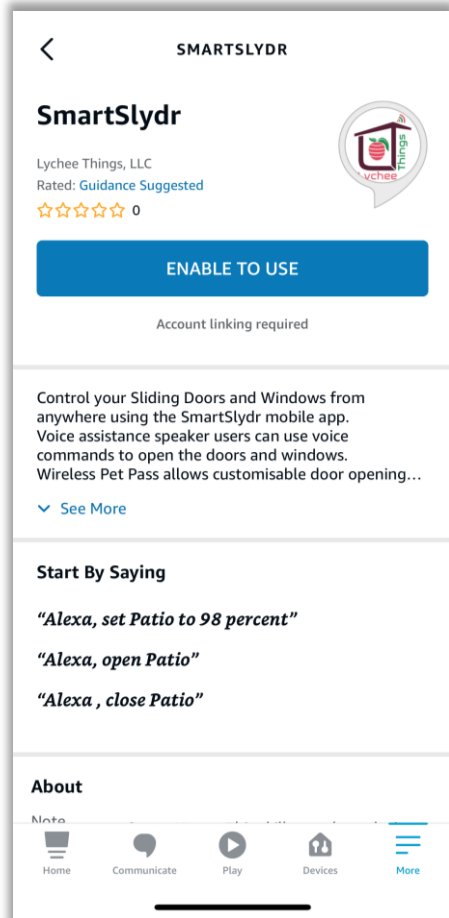 SMARTSLYDR
SmartSlydr
Lychee Things, LLC
Rated: Guidance Suggested
0
ychee
Things
ENABLE TO USE
Account linking required
Control your Sliding Doors and Windows from
anywhere using the SmartSlydr mobile app.
Voice assistance speaker users can use voice
commands to open the doors and windows.
Wireless Pet Pass allows customisable door opening...
See More
Start By Saying
“Alexa, set Patio to 98 percent”
“Alexa, open Patio”
“Alexa , close Patio”
About
Note
Home Communicate Play Devices More